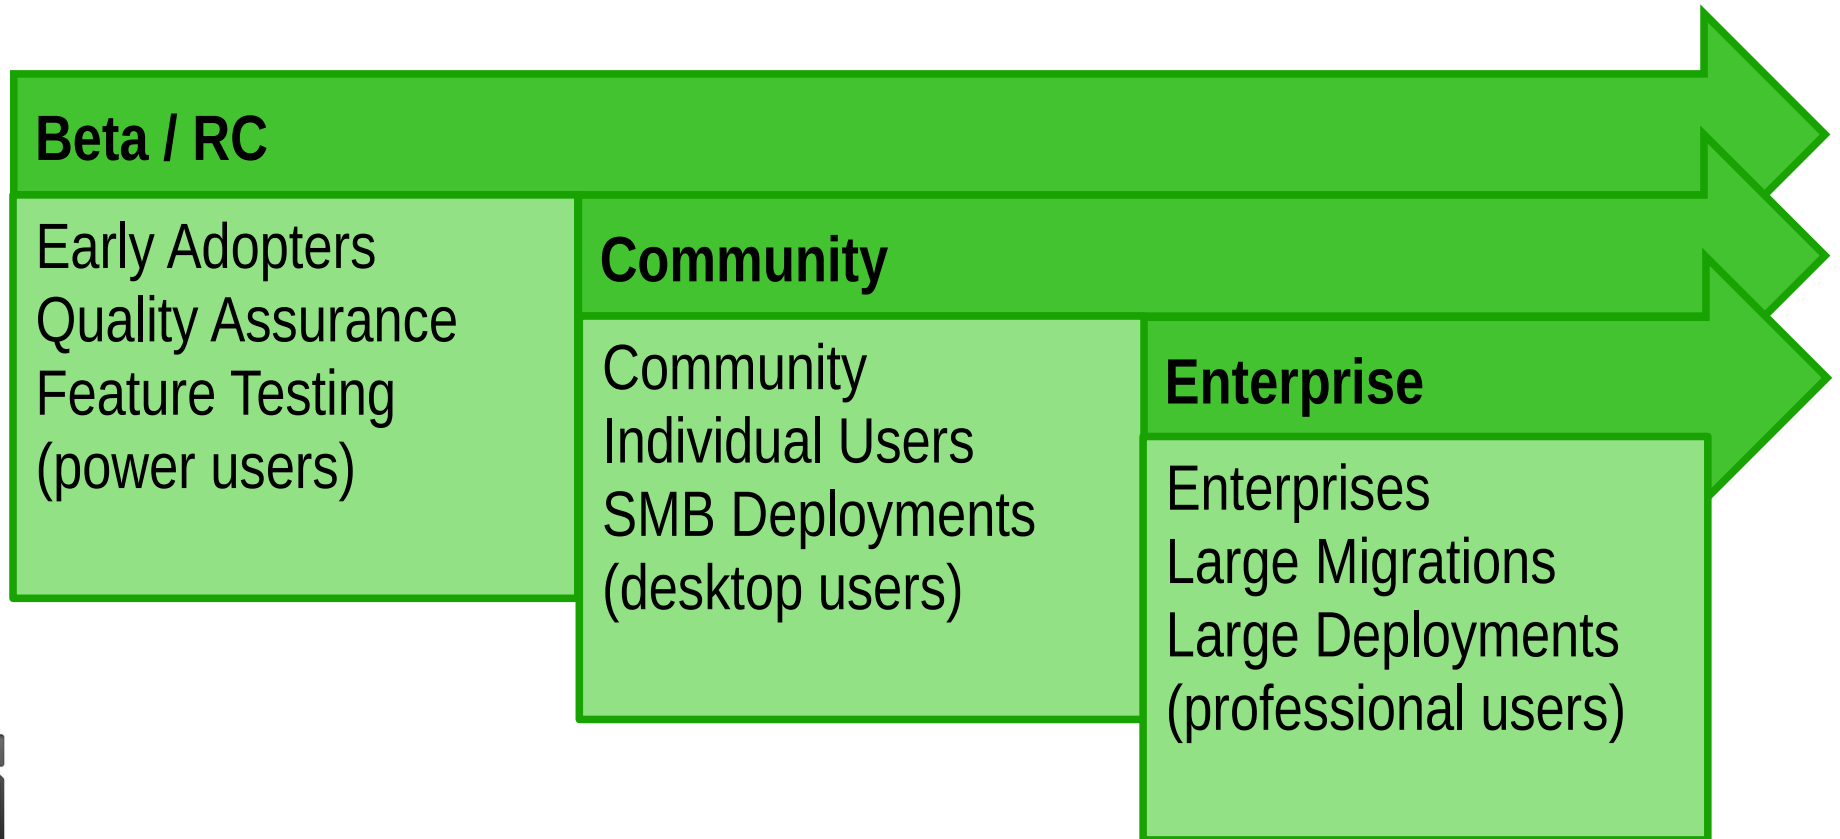 Beta / RC
Early Adopters
Quality Assurance
Feature Testing
(power users)
Community
Community
Individual Users
SMB Deployments
(desktop users)
Enterprise
Enterprises
Large Migrations
Large Deployments
(professional users)